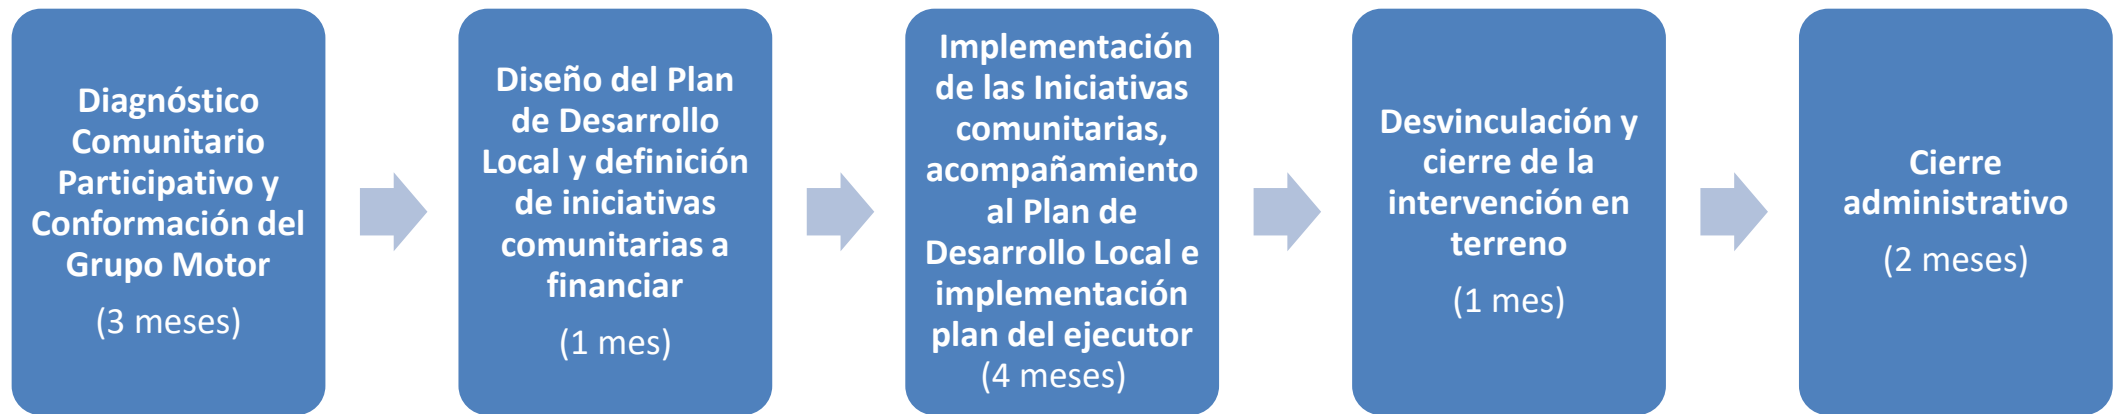 Diagnóstico
Comunitario
Participativo y
Conformación del
Grupo Motor
(3 meses)
Diseño del Plan
de Desarrollo
Local y definición
de iniciativas
comunitarias a
financiar
(1 mes)
Implementación
de las Iniciativas
comunitarias,
acompañamiento
al Plan de
Desarrollo Local e
implementación
plan del ejecutor
(4 meses)
Desvinculación y
cierre de la
intervención en
terreno
(1 mes)
Cierre
administrativo
(2 meses)